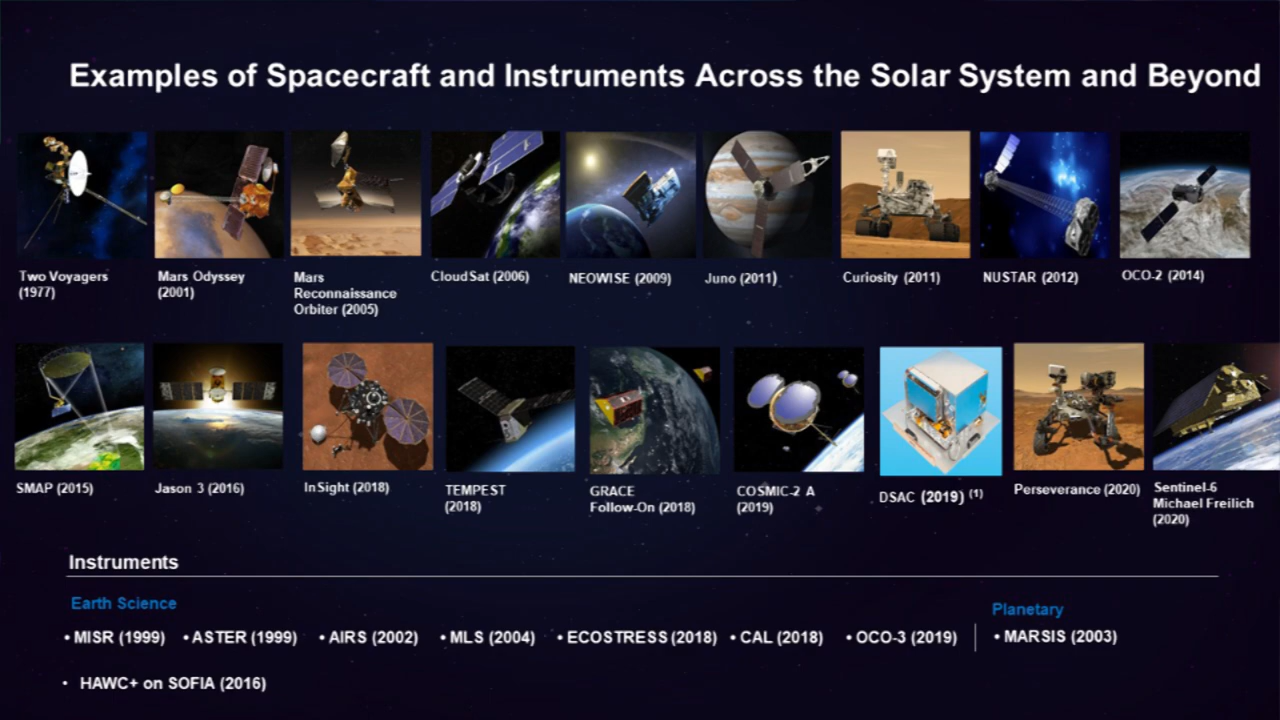 Examples of Spacecraft and Instruments Across the Solar System and Beyond
Two Voyagers
(1977)
Mars Odyssey
(2001)
Mars
Reconnaissance
Orbiter (2005)
CloudSat (2006)
NEOWISE (2009)
Juno (2011)
Curiosity (2011)
NUSTAR (2012)
OCO-2 (2014)
SMAP (2015)
Jason 3 (2016)
InSight (2018)
TEMPEST
(2018)
GRACE
Follow-On (2018)
COSMIC-2 A
(2019)
DSAC (2019) (1)
Perseverance (2020)
Sentinel-6
Michael Freilich
(2020)
Instruments
Earth Science
Planetary
• MISR (1999) • ASTER (1999) • AIRS (2002) • MLS (2004) • ECOSTRESS (2018) • CAL (2018) • OCO-3 (2019)
• MARSIS (2003)
• HAWC+ on SOFIA (2016)